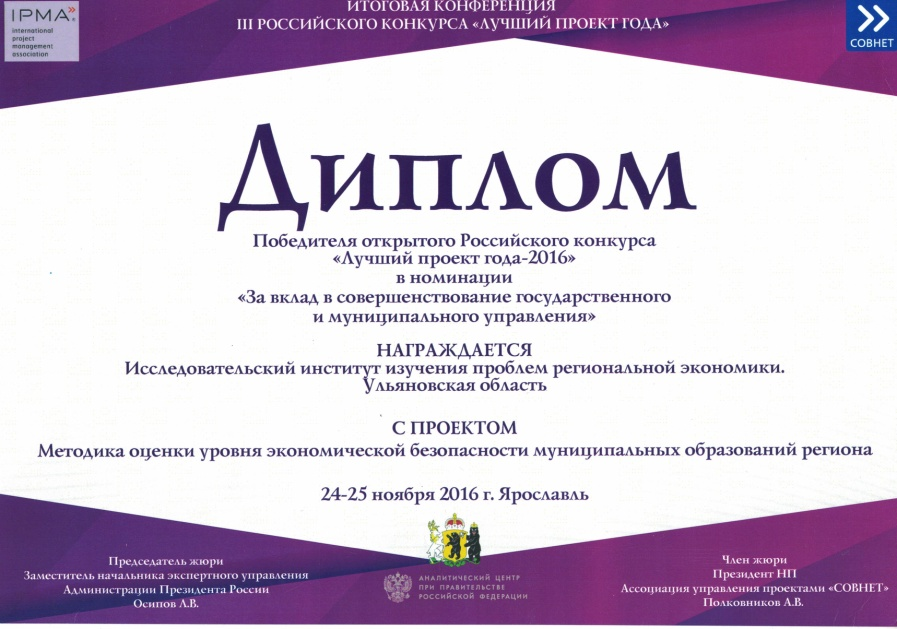 IPMA®
international
project
management
association
ИТОГОВАЯ КОНФЕРЕНЦИЯ
III РОССИЙСКОГО КОНКУРСА «ЛУЧШИЙ ПРОЕКТ ГОДА»
СОВНЕТ
Диплом
Победителя открытого Российского конкурса
«Лучший проект года-2016»
в номинации
«За вклад в совершенствование государственного
и муниципального управления»
НАГРАЖДАЕТСЯ
Исследовательский институт изучения проблем региональной экономики.
Ульяновская область
С ПРОЕКТОМ
Методика оценки уровня экономической безопасности муниципальных образований региона
24-25 ноября 2016 г. Ярославль
Председатель жюри
Заместитель начальника экспертного управления
Администрации Президента России
Осипов Л.В.
АНАЛИТИЧЕСКИЙ ЦЕНТР
ПРИ ПРАВИТЕЛЬСТВЕ
РОССИЙСКОЙ ФЕДЕРАЦИИ
Член жюри
Президент НП
Ассоциация управления проектами «СОВНЕТ»
Полковников А.В.